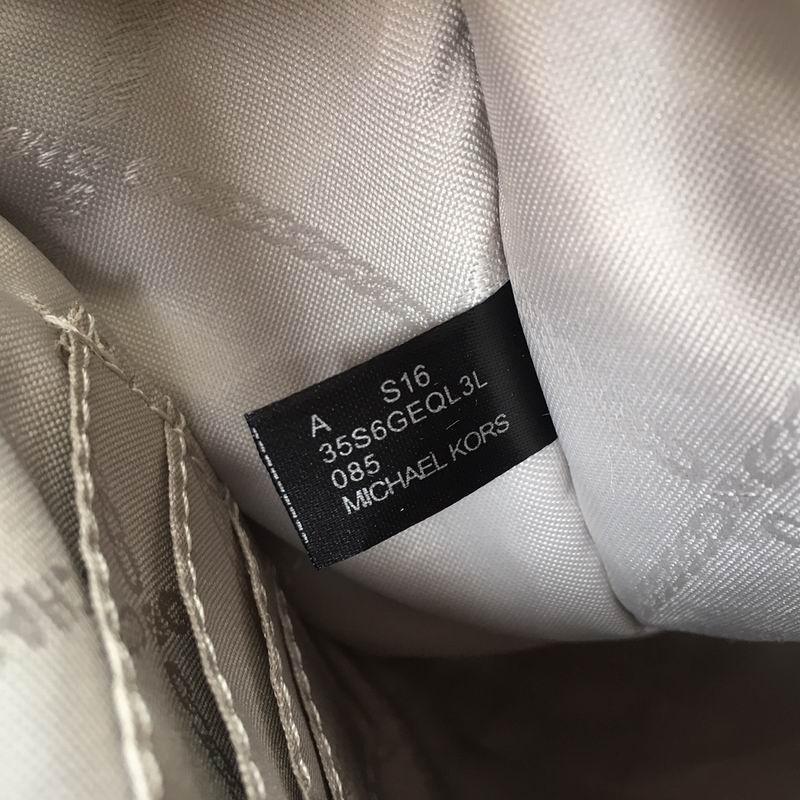 A S16
35S6GEQL3L
085
MICHAEL KORS